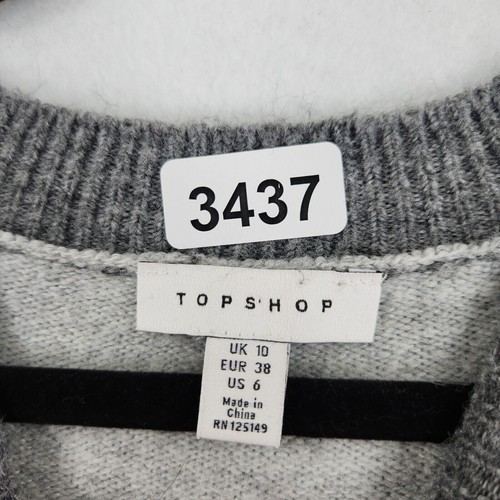 3437
TOPSHOP
UK 10
EUR 38
US 6
Made in
China
RN125149